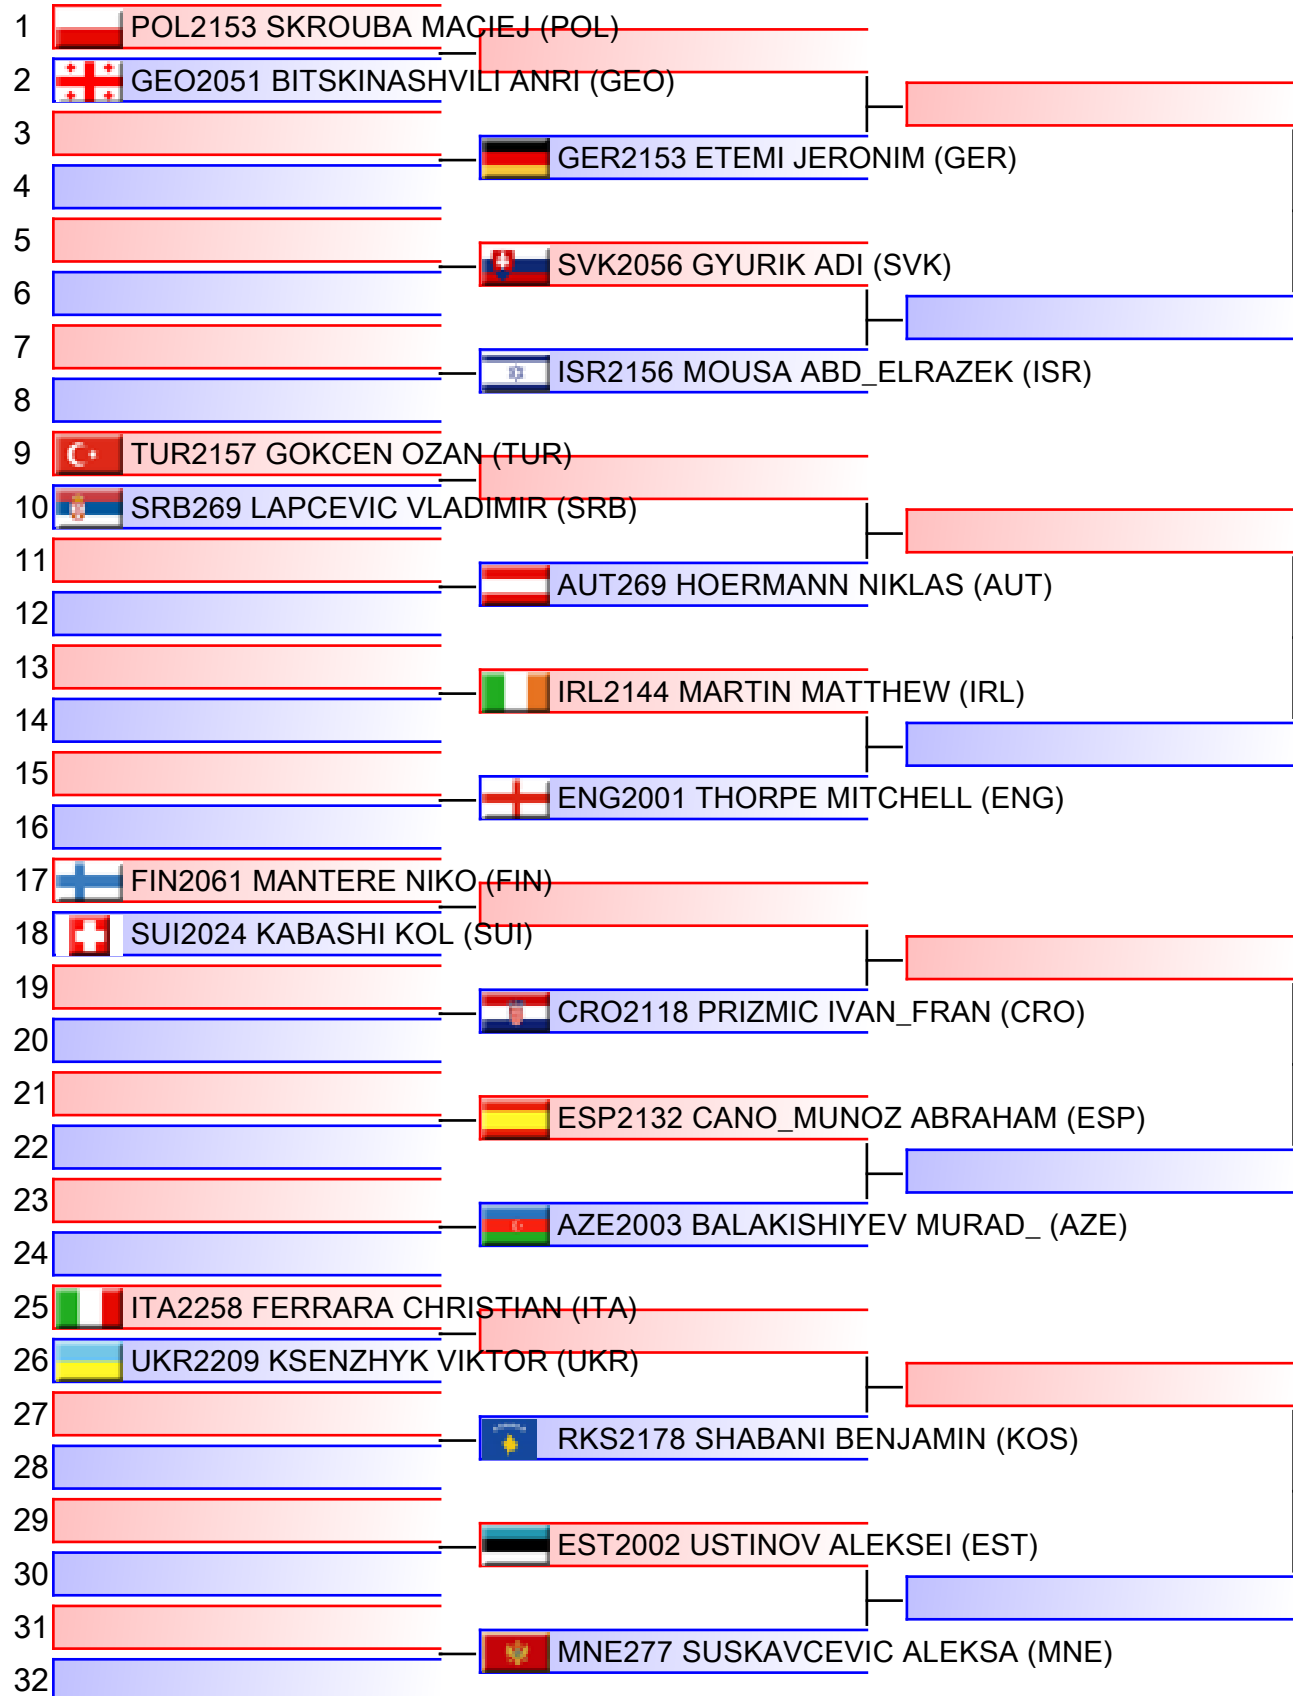 1 POL2153 SKROUBA MACIEJ (POL)
2 GEO2051 BITSKINASHVILI ANRI (GEO)
3
GER2153 ETEMI JERONIM (GER)
4
5
SVK2056 GYURIK ADI (SVK)
6
7
ISR2156 MOUSA ABD_ELRAZEK (ISR)
8
9 TUR2157 GOKCEN OZAN (TUR)
10 SRB269 LAPCEVIC VLADIMIR (SRB)
11
AUT269 HOERMANN NIKLAS (AUT)
12
13
IRL2144 MARTIN MATTHEW (IRL)
14
15
ENG2001 THORPE MITCHELL (ENG)
16
17 FIN2061 MANTERE NIKO (FIN)
18 SUI2024 KABASHI KOL (SUI)
19
CRO2118 PRIZMIC IVAN_FRAN (CRO)
20
21
ESP2132 CANO_MUNOZ ABRAHAM (ESP)
22
23
AZE2003 BALAKISHIYEV MURAD_ (AZE)
24
25 ITA2258 FERRARA CHRISTIAN (ITA)
26 UKR2209 KSENZHYK VIKTOR (UKR)
27
RKS2178 SHABANI BENJAMIN (KOS)
28
29
EST2002 USTINOV ALEKSEI (EST)
30
31
MNE277 SUSKAVCEVIC ALEKSA (MNE)
32